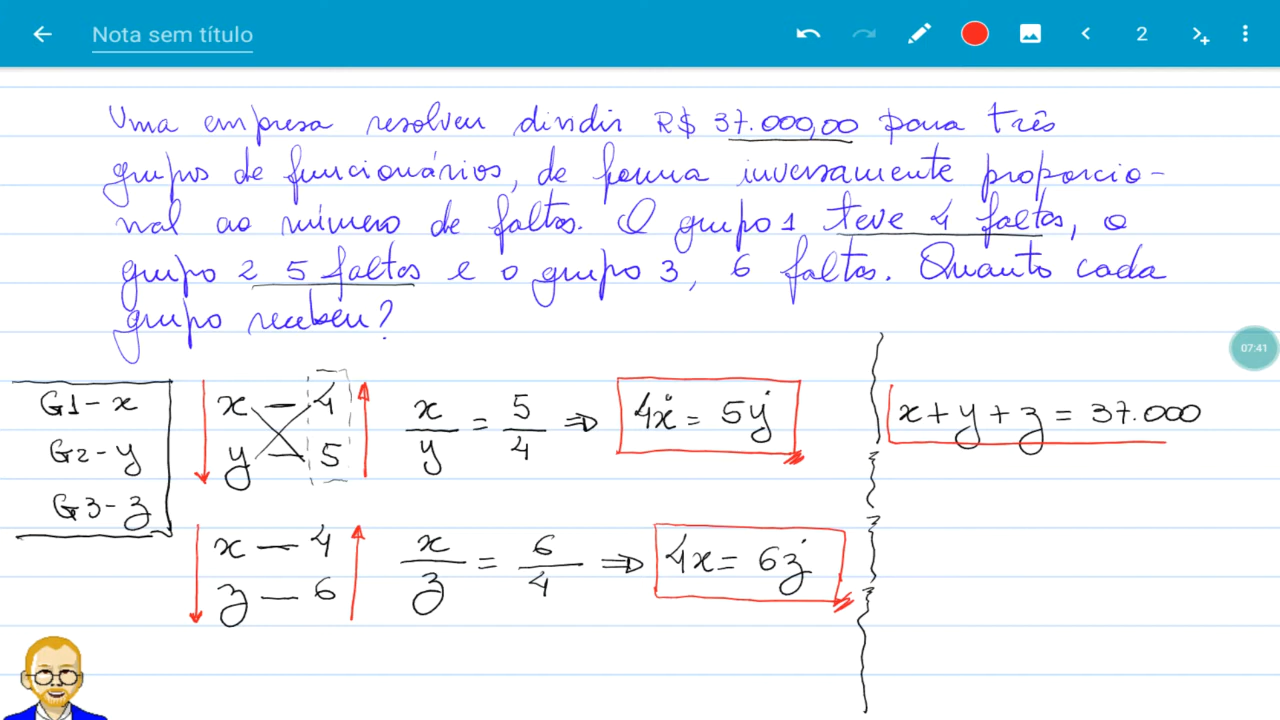 Nota sem título
2
Uma empresa resolveu dividir R$ 37.000,00 para três
grupos de funcionários, de forma inversamente proporcio-
nal ao número de faltas. O grupo 1 teve 4 faltas, o
grupo 2 5 faltas e o grupo 3, 6 faltas. Quanto cada
grupo recebeu?
07:41
G1 - x
G2 - y
G3 - z
x — 4
y — 5
x/y = 5/4 ⇒ 4x = 5y
x + y + z = 37.000
x — 4
z — 6
x/z = 6/4 ⇒ 4x = 6z